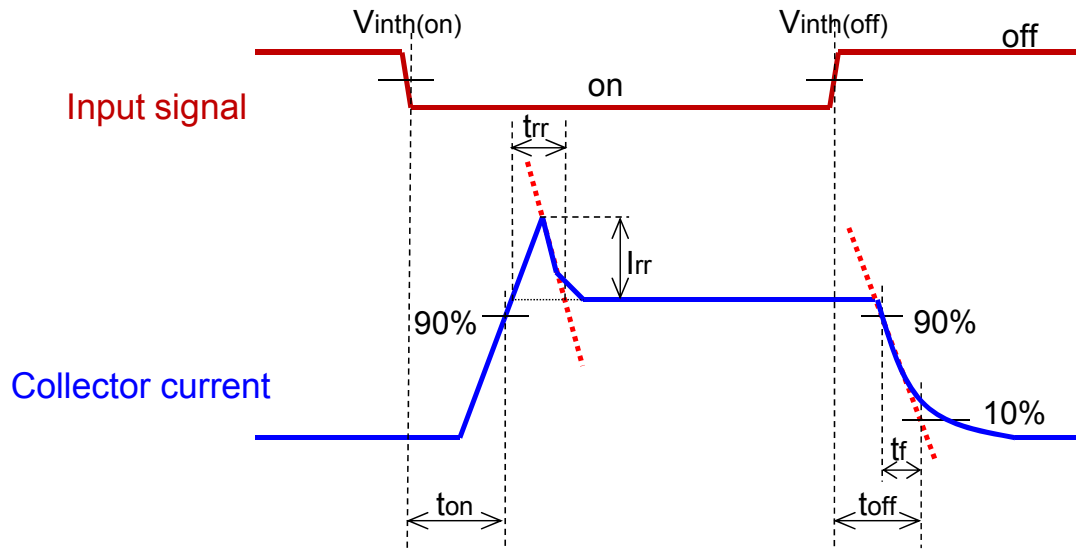 Vinth(on)
Vinth(off)
off
Input signal
on
trr
Irr
90%
90%
Collector current
10%
tf
ton
toff